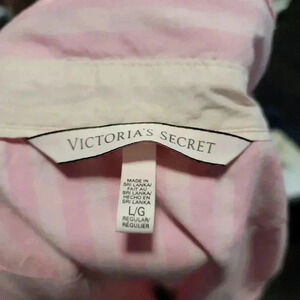 VICTORIA'S SECRET
MADE IN
SRI LANKA/
FAIT AU
SRI LANKA/
HECHO EN
SRI LANKA
L/G
REGULAR/
RÉGULIER